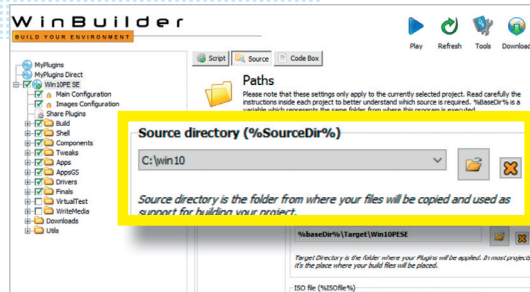 WinBuilder
BUILD YOUR ENVIRONMENT
Play Refresh Tools Download
Script Source Code Box
MyPlugins
MyPlugins Direct
Win10PE SE
Main Configuration
Images Configuration
Share Plugins
Build
Shell
Components
Tweaks
Apps
AppsGS
Drivers
Finals
VirtualTest
WriteMedia
Downloads
Utils
Paths
Please note that these settings only apply to the currently selected project. Read carefully the
instructions inside each project to better understand which source is required. %BaseDir% is a
variable which represents the same folder from where this program is executed.
Source directory (%SourceDir%)
C:\win10
Source directory is the folder from where your files will be copied and used as
support for building your project.
%baseDir%\Target\Win10PESE
Target Directory is the folder where your Plugins will be applied. In most projects
it's the place where your build files will be placed.
ISO file (%ISOfile%)